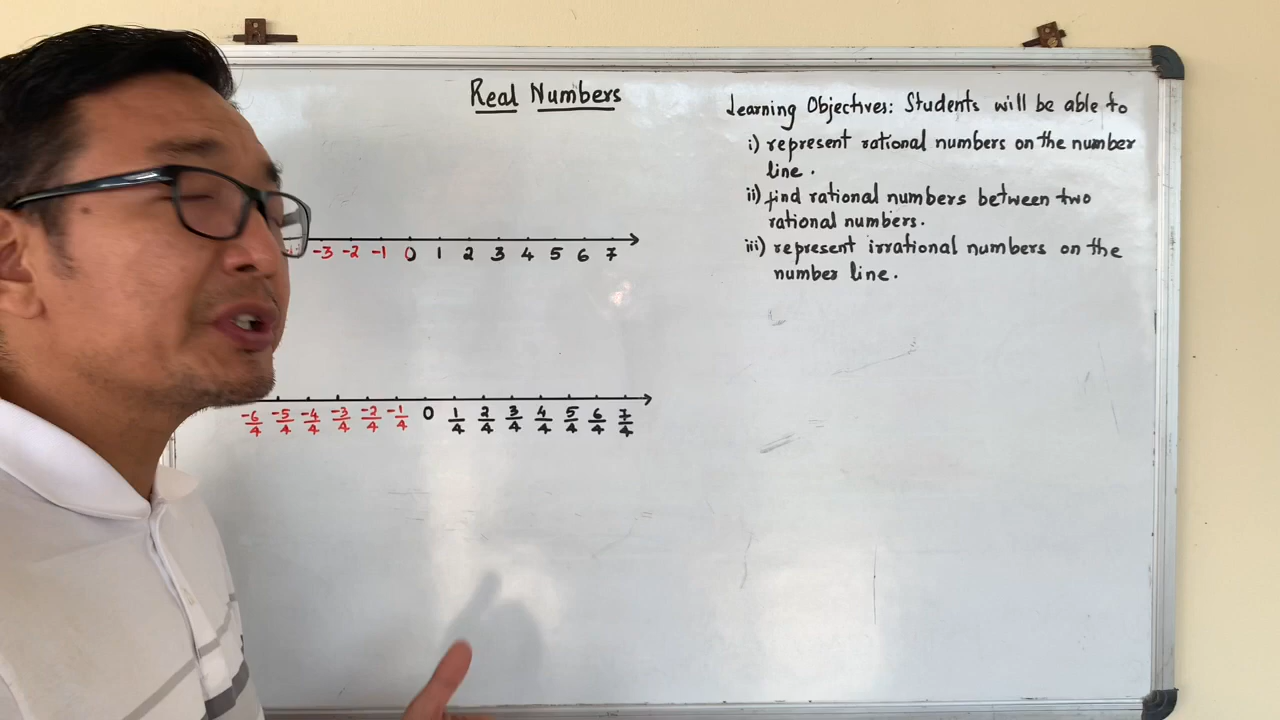 Real Numbers
Learning Objectives: Students will be able to
i) represent rational numbers on the number
line.
ii) find rational numbers between two
rational numbers.
iii) represent irrational numbers on the
number line.
-3 -2 -1 0 1 2 3 4 5 6 7
-6/4 -5/4 -4/4 -3/4 -2/4 -1/4 0 1/4 2/4 3/4 4/4 5/4 6/4 7/4